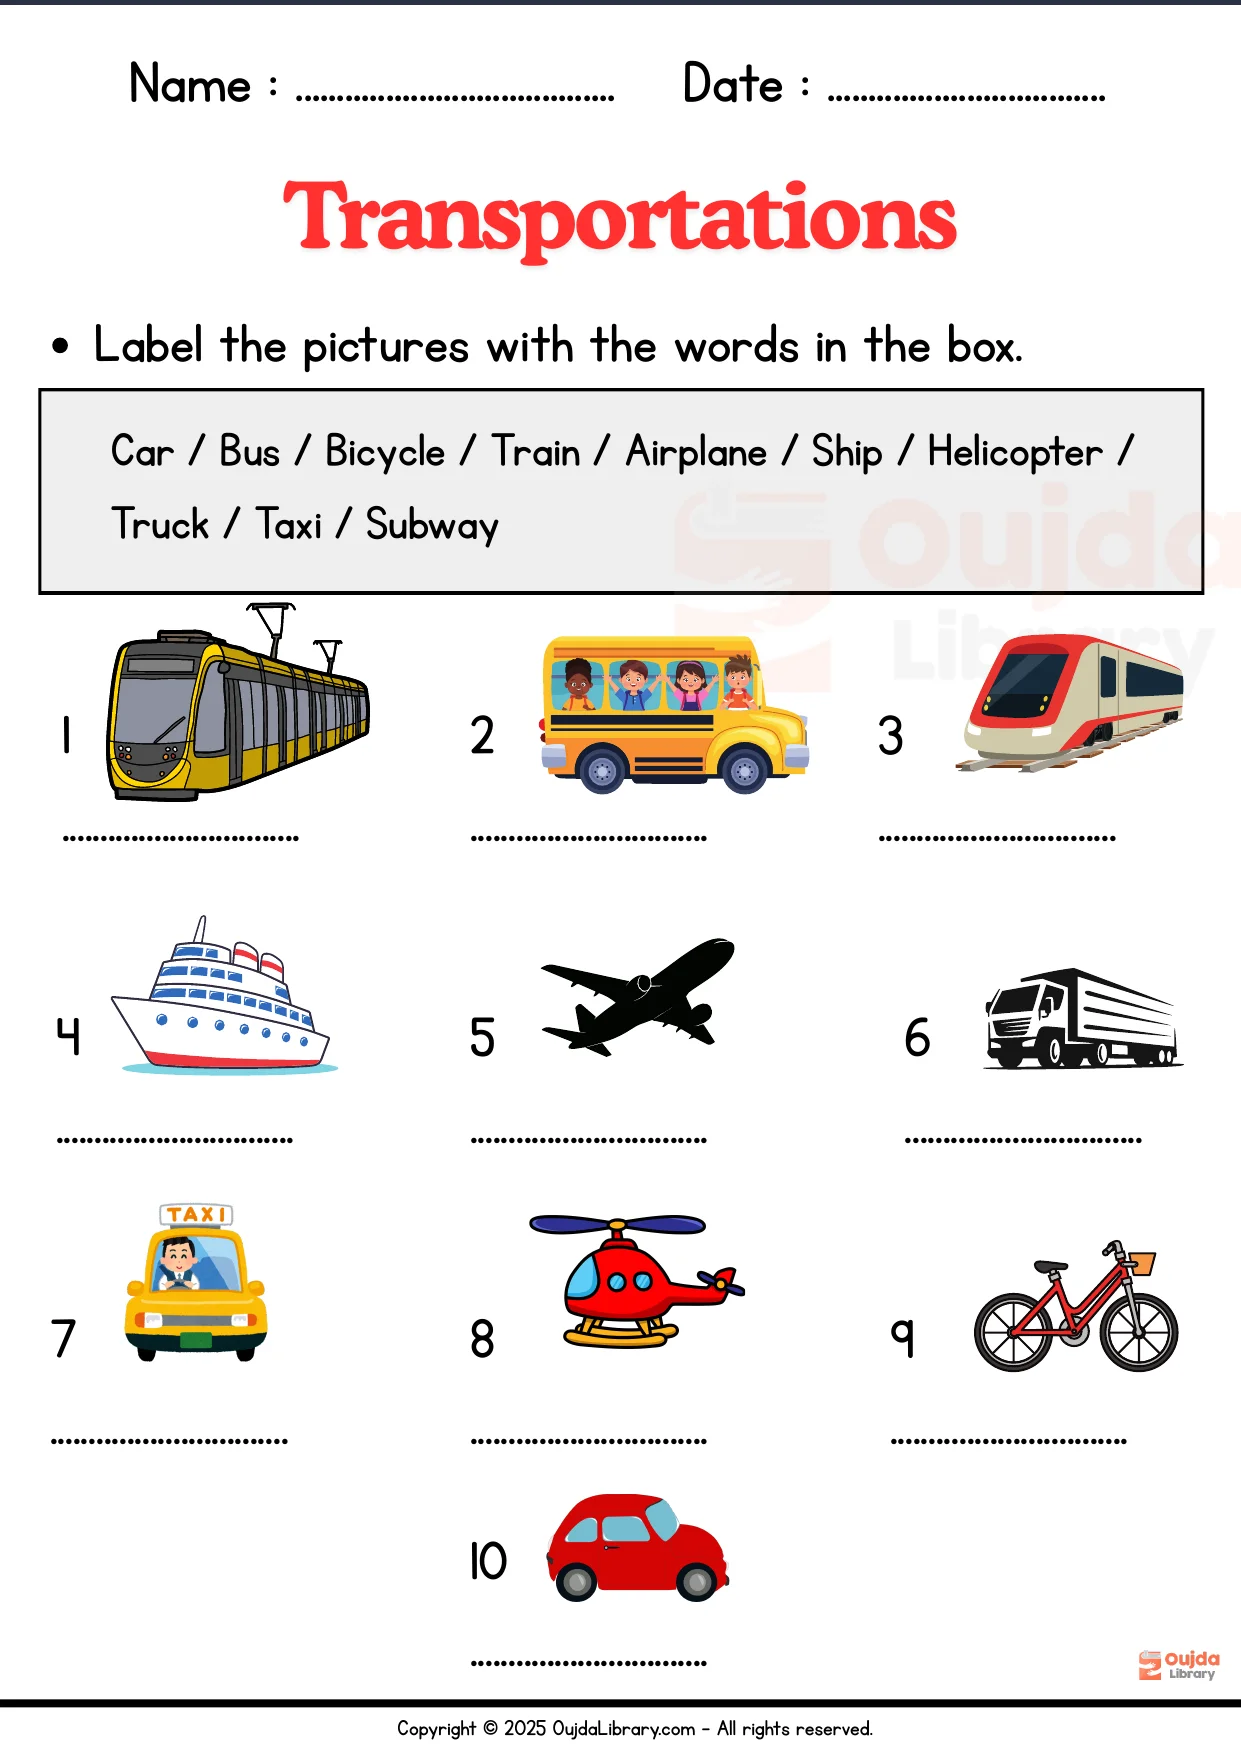 Name : ....................................... Date : ..................................
Transportations
• Label the pictures with the words in the box.
Car / Bus / Bicycle / Train / Airplane / Ship / Helicopter /
Truck / Taxi / Subway
Oujda
Library
1
2
3
............................... ............................... ...............................
4
5
6
............................... ............................... ...............................
TAXI
7
8
9
............................... ............................... ...............................
10
...............................
Oujda
Library
Copyright © 2025 OujdaLibrary.com - All rights reserved.